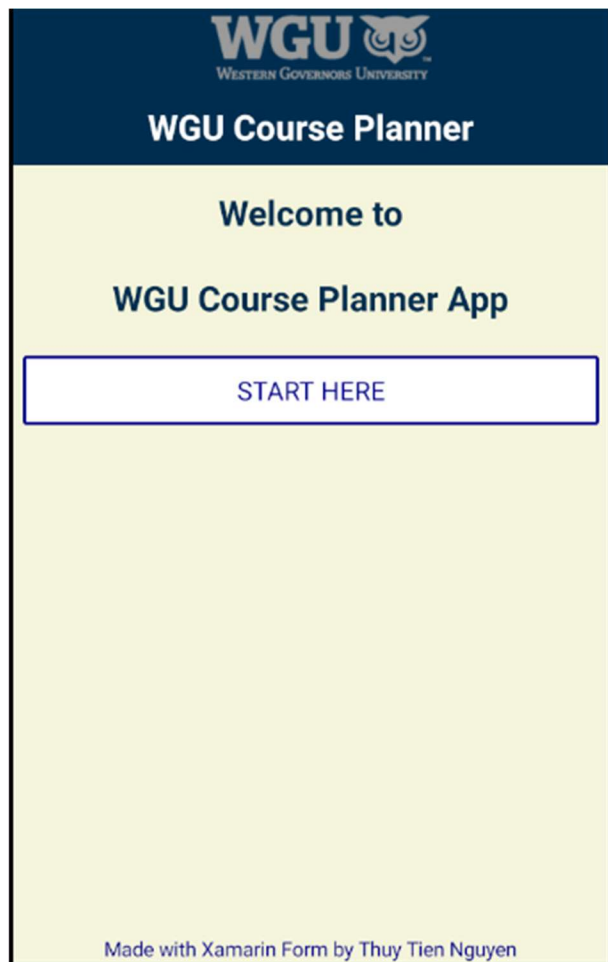 WGU
WESTERN GOVERNORS UNIVERSITY
WGU Course Planner
Welcome to
WGU Course Planner App
START HERE
Made with Xamarin Form by Thuy Tien Nguyen